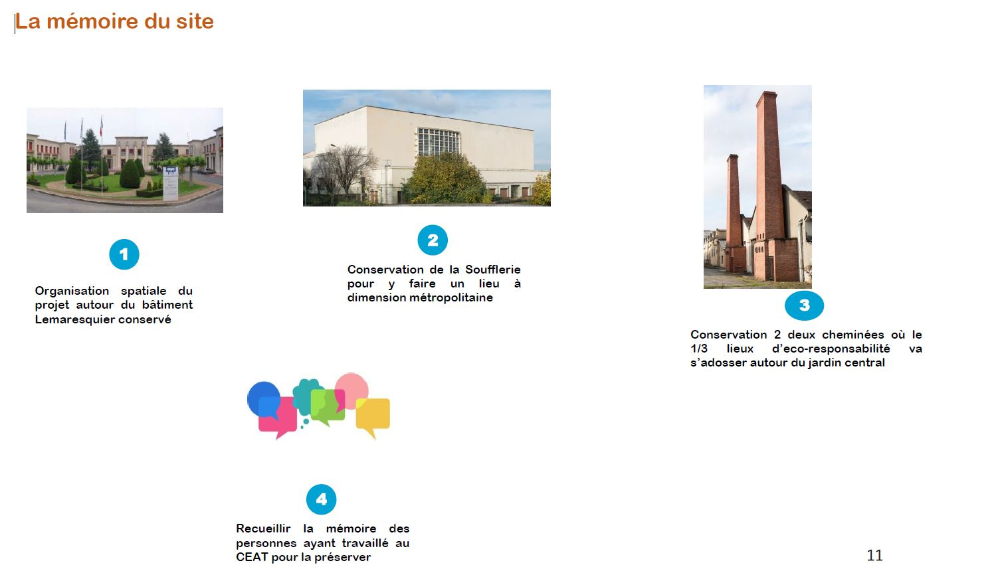 La mémoire du site
1
Organisation spatiale du
projet autour du bâtiment
Lemaresquier conservé
2
Conservation de la Soufflerie
pour y faire un lieu à
dimension métropolitaine
3
Conservation 2 deux cheminées où le
1/3 lieux d'eco-responsabilité va
s'adosser autour du jardin central
4
Recueillir la mémoire des
personnes ayant travaillé au
CEAT pour la préserver
11